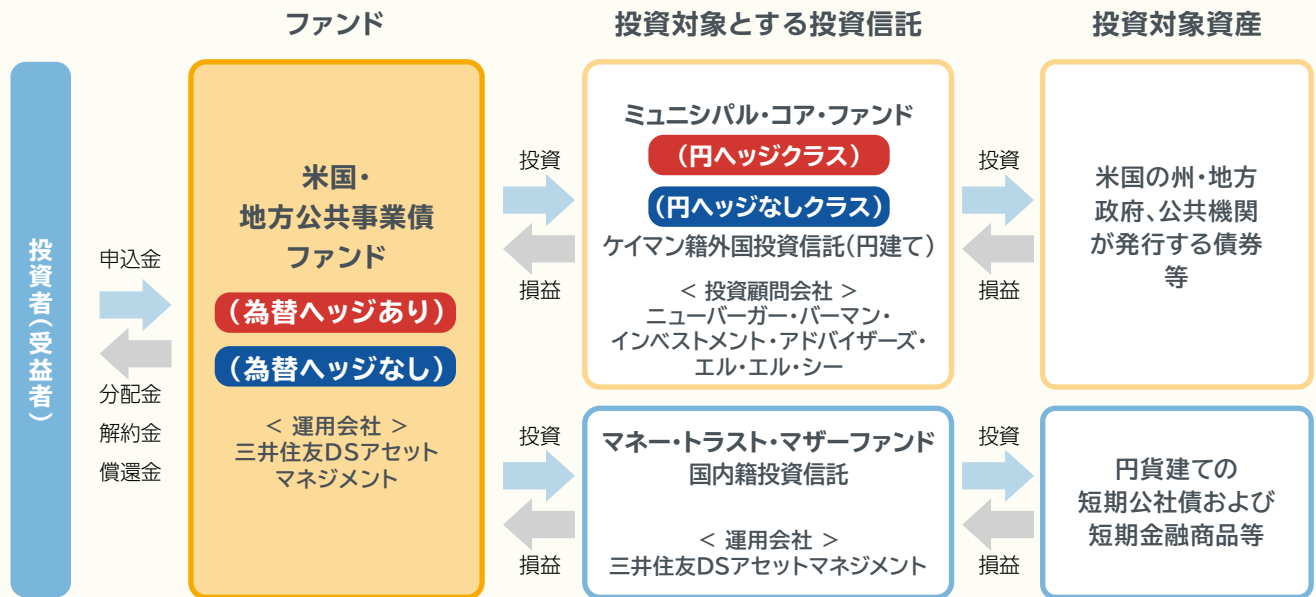 ファンド
投資対象とする投資信託
投資対象資産
投資者(受益者)
申込金
分配金
解約金
償還金
米国・
地方公共事業債
ファンド
(為替ヘッジあり)
(為替ヘッジなし)
< 運用会社 >
三井住友DSアセット
マネジメント
投資
損益
ミュニシパル・コア・ファンド
(円ヘッジクラス)
(円ヘッジなしクラス)
ケイマン籍外国投資信託(円建て)
< 投資顧問会社 >
ニューバーガー・バーマン・
インベストメント・アドバイザーズ・
エル・エル・シー
投資
損益
米国の州・地方
政府、公共機関
が発行する債券
等
投資
損益
マネー・トラスト・マザーファンド
国内籍投資信託
< 運用会社 >
三井住友DSアセットマネジメント
投資
損益
円貨建ての
短期公社債および
短期金融商品等